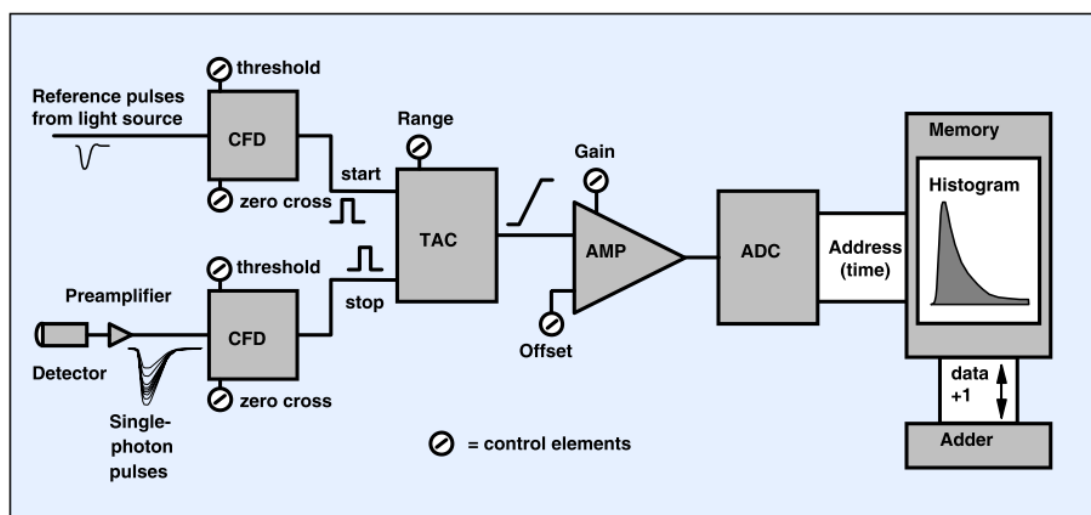 threshold
Reference pulses
from light source
CFD
zero cross
start
Range
TAC
Gain
AMP
Offset
ADC
Address
(time)
Memory
Histogram
threshold
Preamplifier
CFD
stop
Detector
zero cross
Single-
photon
pulses
= control elements
data
+1
Adder